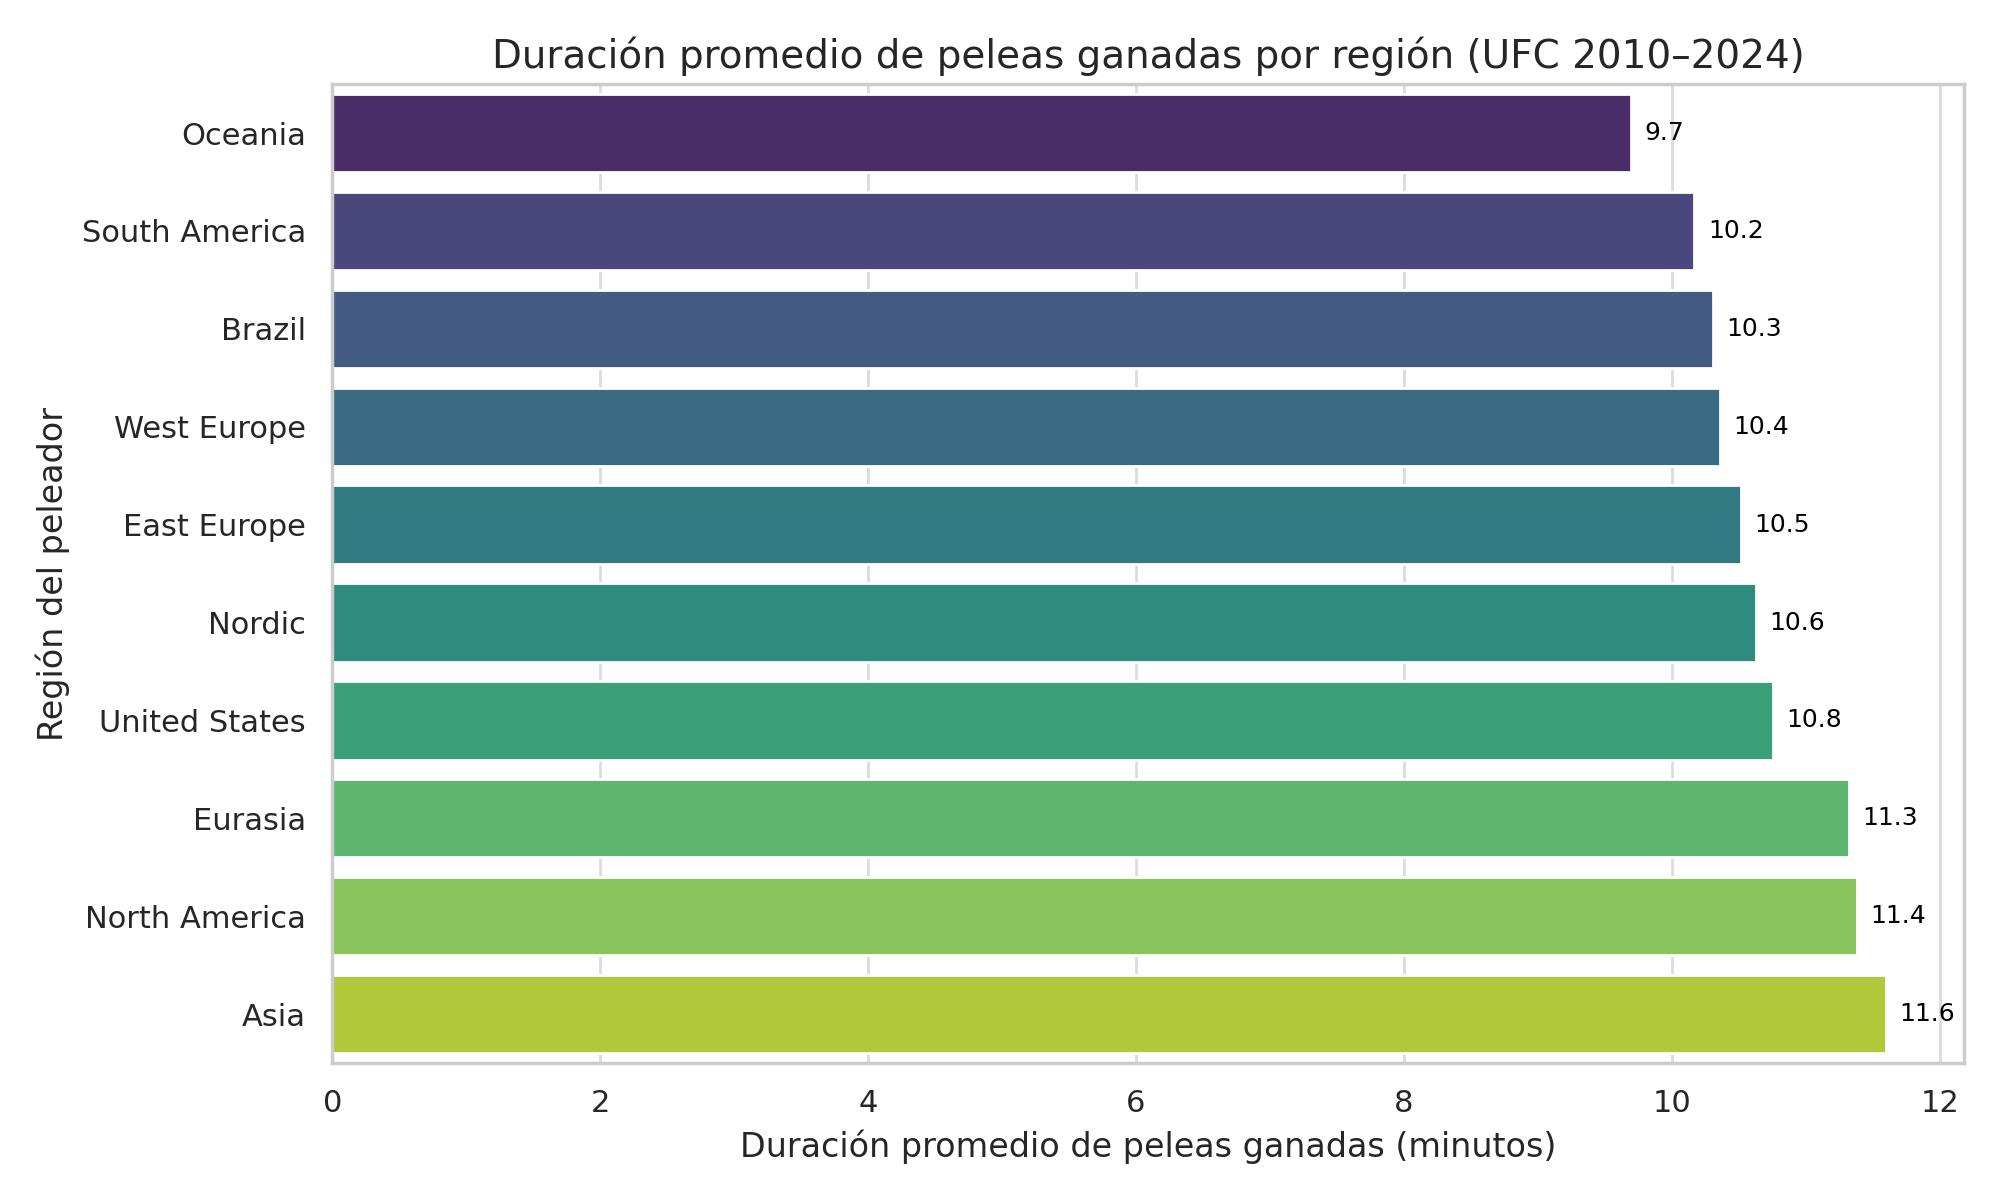 Duración promedio de peleas ganadas por región (UFC 2010–2024)
Región del peleador
Oceania 9.7
South America 10.2
Brazil 10.3
West Europe 10.4
East Europe 10.5
Nordic 10.6
United States 10.8
Eurasia 11.3
North America 11.4
Asia 11.6
0 2 4 6 8 10 12
Duración promedio de peleas ganadas (minutos)